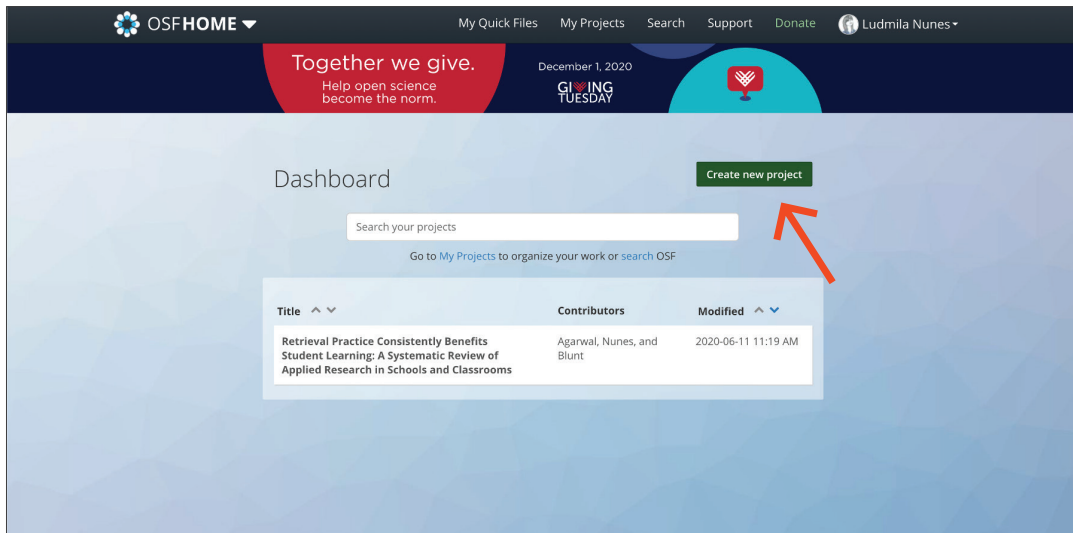 OSFHOME
My Quick Files My Projects Search Support Donate Ludmila Nunes
Together we give.
Help open science
become the norm.
December 1, 2020
GIVING
TUESDAY
Dashboard
Create new project
Search your projects
Go to My Projects to organize your work or search OSF
Title Contributors Modified
Retrieval Practice Consistently Benefits
Student Learning: A Systematic Review of
Applied Research in Schools and Classrooms
Agarwal, Nunes, and
Blunt
2020-06-11 11:19 AM